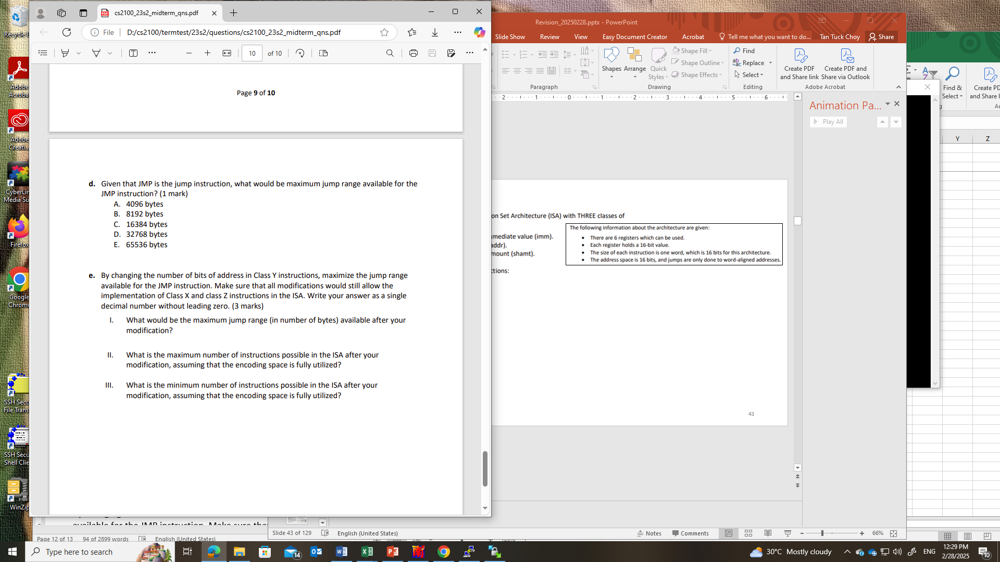 cs2100_23s2_midterm_qns.pdf
File
D:/cs2100/termtest/23s2/questions/cs2100_23s2_midterm_qns.pdf
10 of 10
Page 9 of 10
d. Given that JMP is the jump instruction, what would be maximum jump range available for the
JMP instruction? (1 mark)
A. 4096 bytes
B. 8192 bytes
C. 16384 bytes
D. 32768 bytes
E. 65536 bytes
e. By changing the number of bits of address in Class Y instructions, maximize the jump range
available for the JMP instruction. Make sure that all modifications would still allow the
implementation of Class X and class Z instructions in the ISA. Write your answer as a single
decimal number without leading zero. (3 marks)
I. What would be the maximum jump range (in number of bytes) available after your
modification?
II. What is the maximum number of instructions possible in the ISA after your
modification, assuming that the encoding space is fully utilized?
III. What is the minimum number of instructions possible in the ISA after your
modification, assuming that the encoding space is fully utilized?
Revision_20250228.pptx - PowerPoint
Slide Show Review View Easy Document Creator Acrobat Tell me what you want to do... Tan Tuck Choy Share
Shapes Arrange Quick Styles
Shape Fill
Shape Outline
Shape Effects
Find
Replace
Select
Create PDF and Share link
Create PDF and Share via Outlook
Paragraph Drawing Editing Adobe Acrobat
2 1 0 1 2 3 4 5 6
Animation Pa...
Play All
on Set Architecture (ISA) with THREE classes of
mediate value (imm).
addr).
mount (shamt).
ctions:
The following information about the architecture are given:
• There are 6 registers which can be used.
• Each register holds a 16-bit value.
• The size of each instruction is one word, which is 16 bits for this architecture.
• The address space is 16 bits, and jumps are only done to word-aligned addresses.
43
Find &
Select
Create PD
and Share l
Y Z
Recycle
Adobe
Acroba
Adobe
Creati...
CyberLin
Media Su
Firefox
Google
Chrom
SSH Secu
File Trans
SSH Secu
Shell Clie
WinZip
available for the JMP instruction. Make sure that
Page 12 of 13 94 of 2899 words English (United States)
Slide 43 of 129 English (United States) Notes Comments 66%
Type here to search
14
30°C Mostly cloudy
ENG
12:29 PM
2/28/2025
10